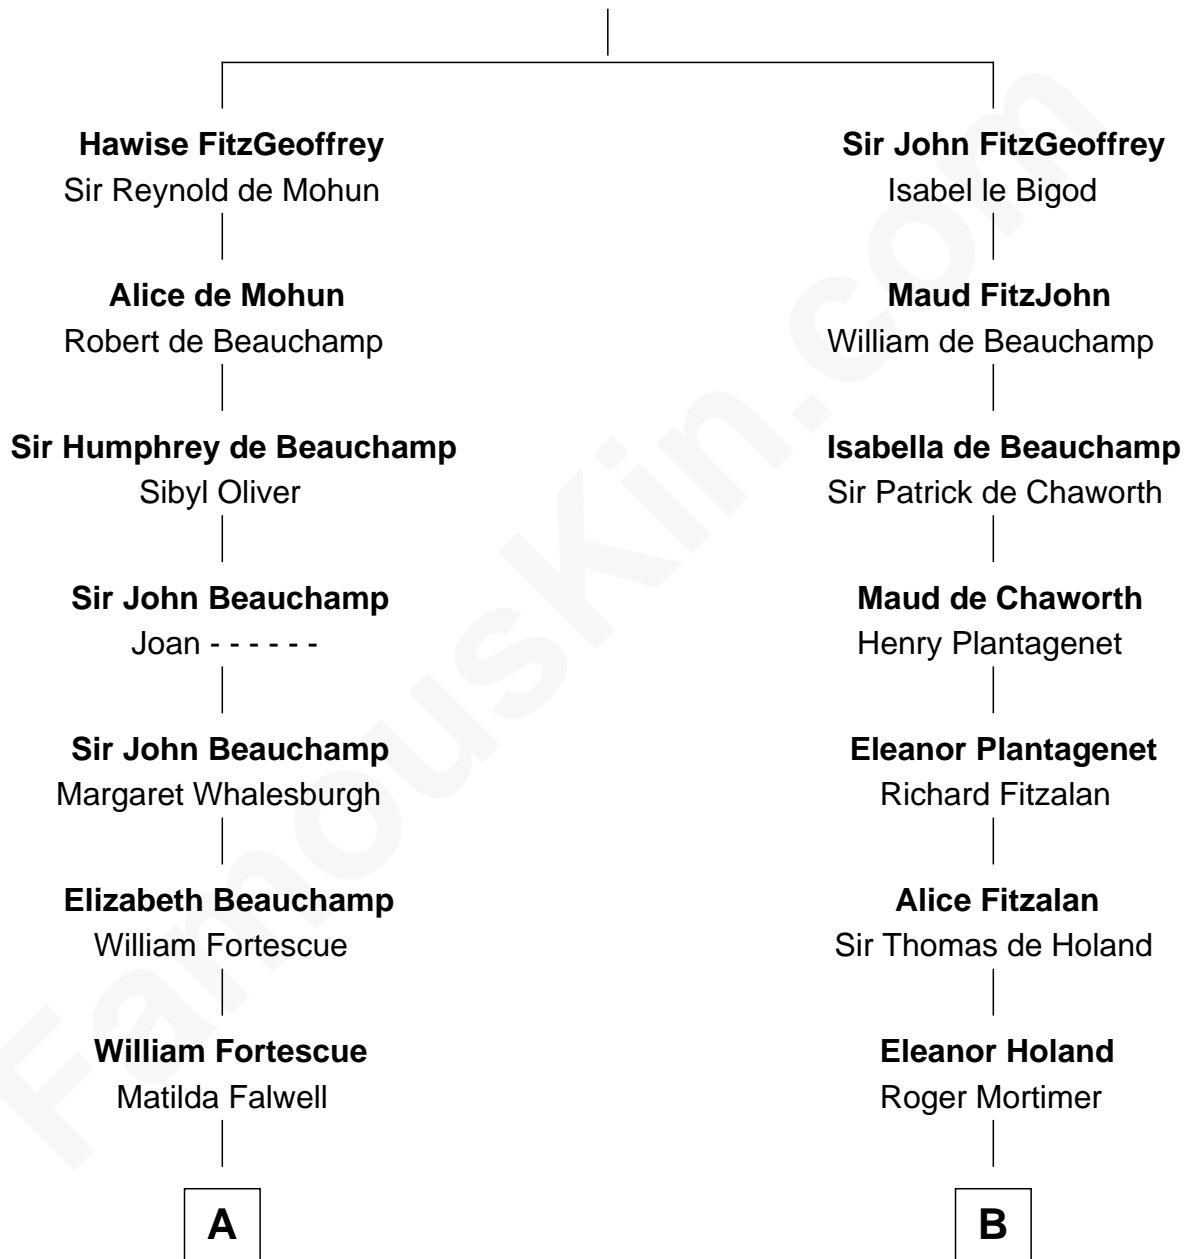 Hawise FitzGeoffrey
Sir Reynold de Mohun
Alice de Mohun
Robert de Beauchamp
Sir Humphrey de Beauchamp
Sibyl Oliver
Sir John Beauchamp
Joan - - - - - -
Sir John Beauchamp
Margaret Whalesburgh
Elizabeth Beauchamp
William Fortescue
William Fortescue
Matilda Falwell
A
Sir John FitzGeoffrey
Isabel le Bigod
Maud FitzJohn
William de Beauchamp
Isabella de Beauchamp
Sir Patrick de Chaworth
Maud de Chaworth
Henry Plantagenet
Eleanor Plantagenet
Richard Fitzalan
Alice Fitzalan
Sir Thomas de Holand
Eleanor Holand
Roger Mortimer
B
FamousKin.com